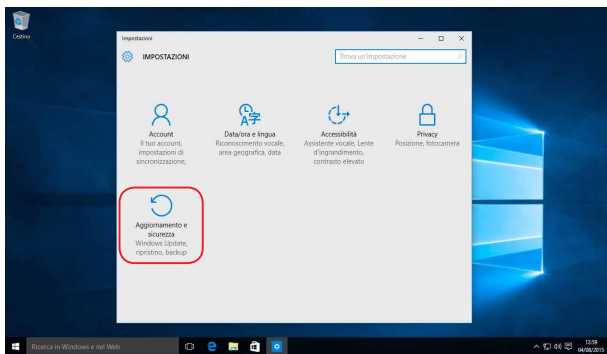 Cestino
Impostazioni
IMPOSTAZIONI
Trova un'impostazione
Account
Il tuo account,
impostazioni di
sincronizzazione,
Data/ora e lingua
Riconoscimento vocale,
area geografica, data
Accessibilità
Assistente vocale, Lente
d'ingrandimento,
contrasto elevato
Privacy
Posizione, fotocamera
Aggiornamento e
sicurezza
Windows Update,
ripristino, backup
Ricerca in Windows e nel Web
12:59
04/08/2015